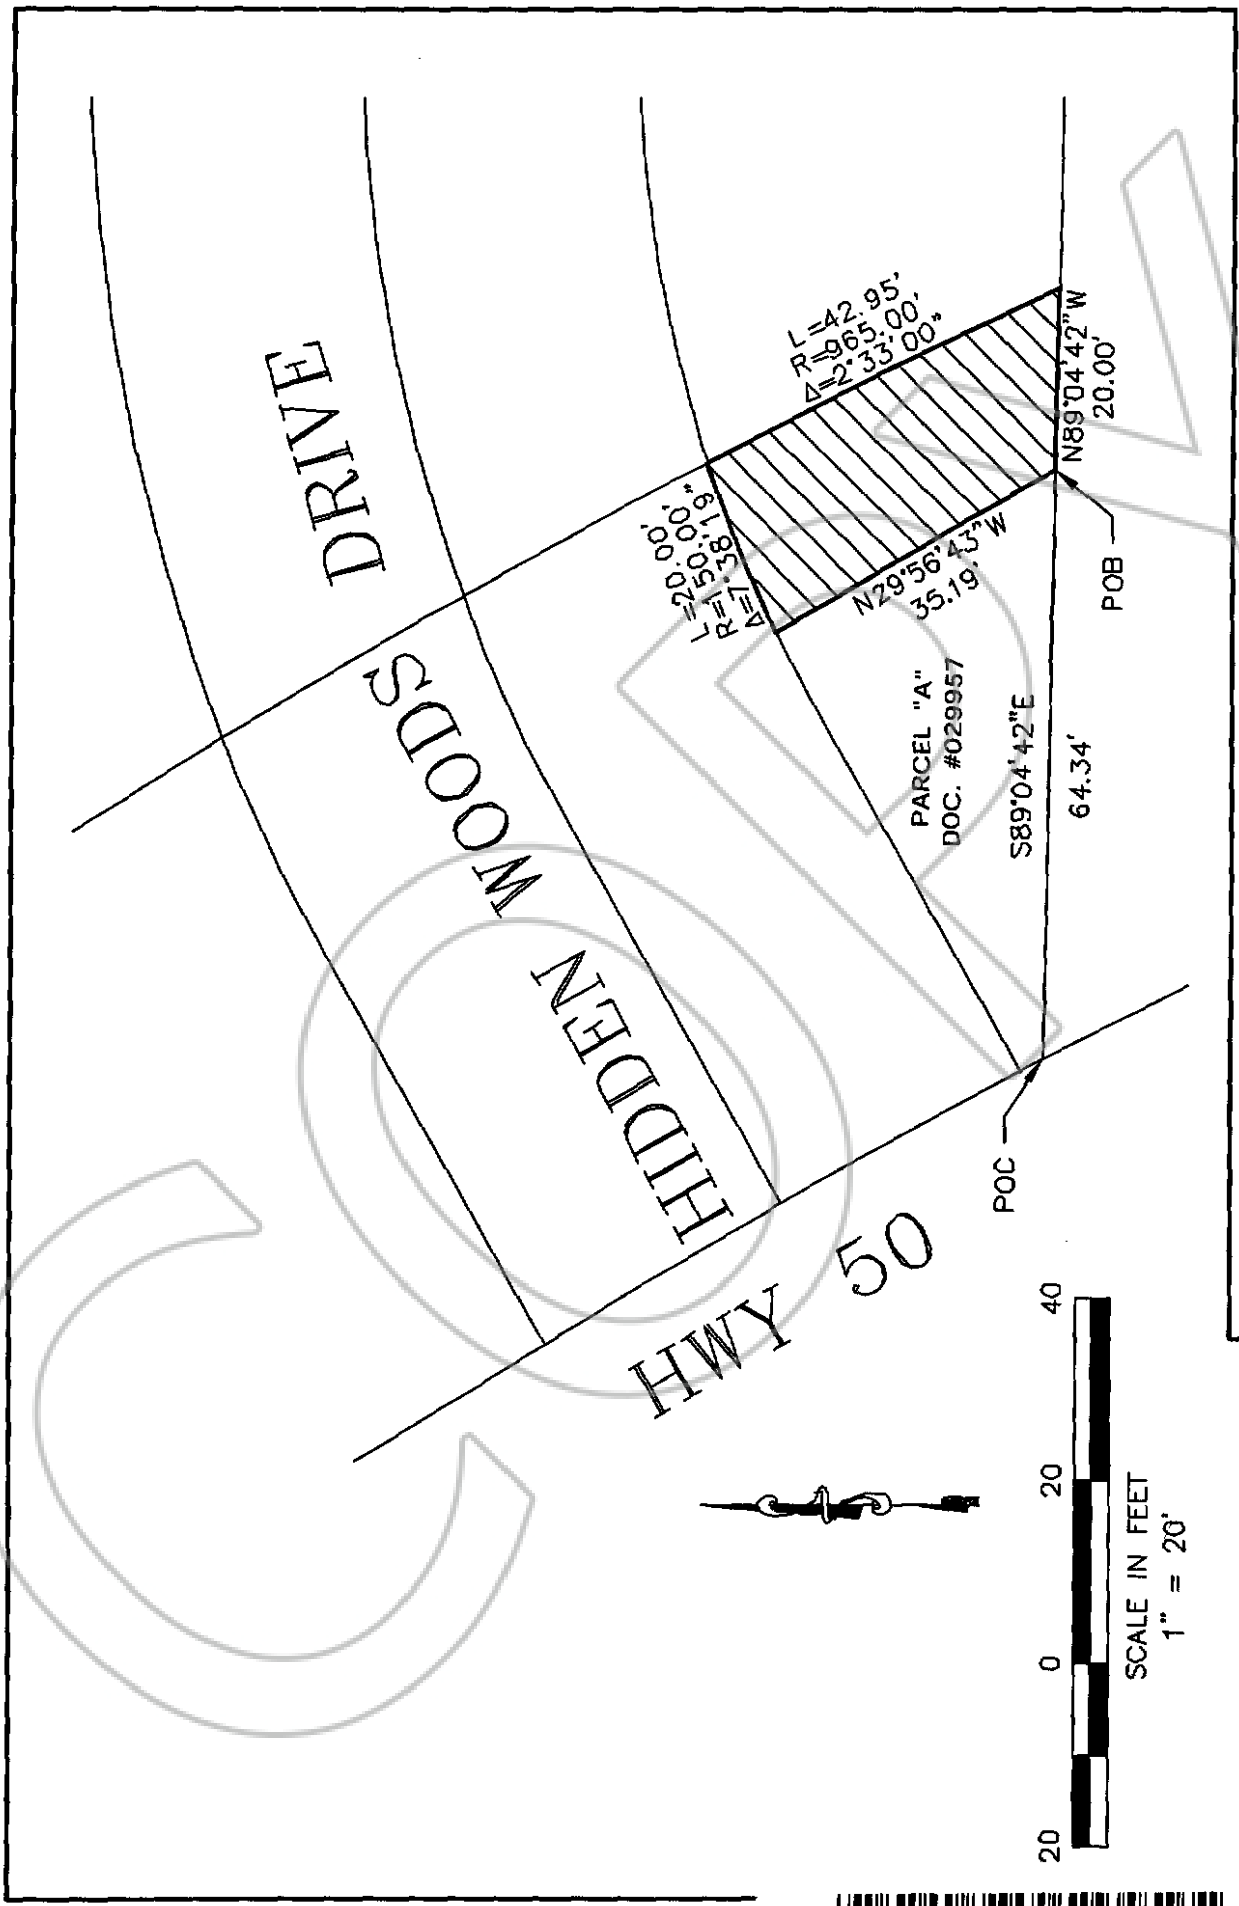 HIDDEN WOODS DRIVE
L=20.00'
R=150.00'
Δ=7°38'19"
L=42.95'
R=965.00'
Δ=2°33'00"
N29°56'43"W
35.19'
N89°04'42"W
20.00'
PARCEL "A"
DOC. #029957
S89°04'42"E
64.34'
POB
POC
HWY 50
20 0 20 40
SCALE IN FEET
1" = 20'
COPY